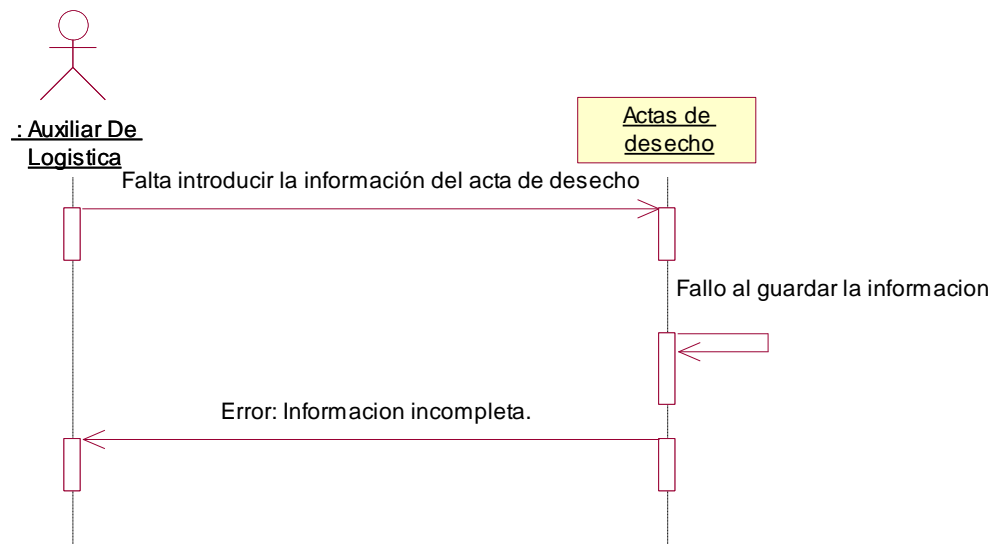 : Auxiliar De
Logistica
Actas de
desecho
Falta introducir la información del acta de desecho
Fallo al guardar la informacion
Error: Informacion incompleta.